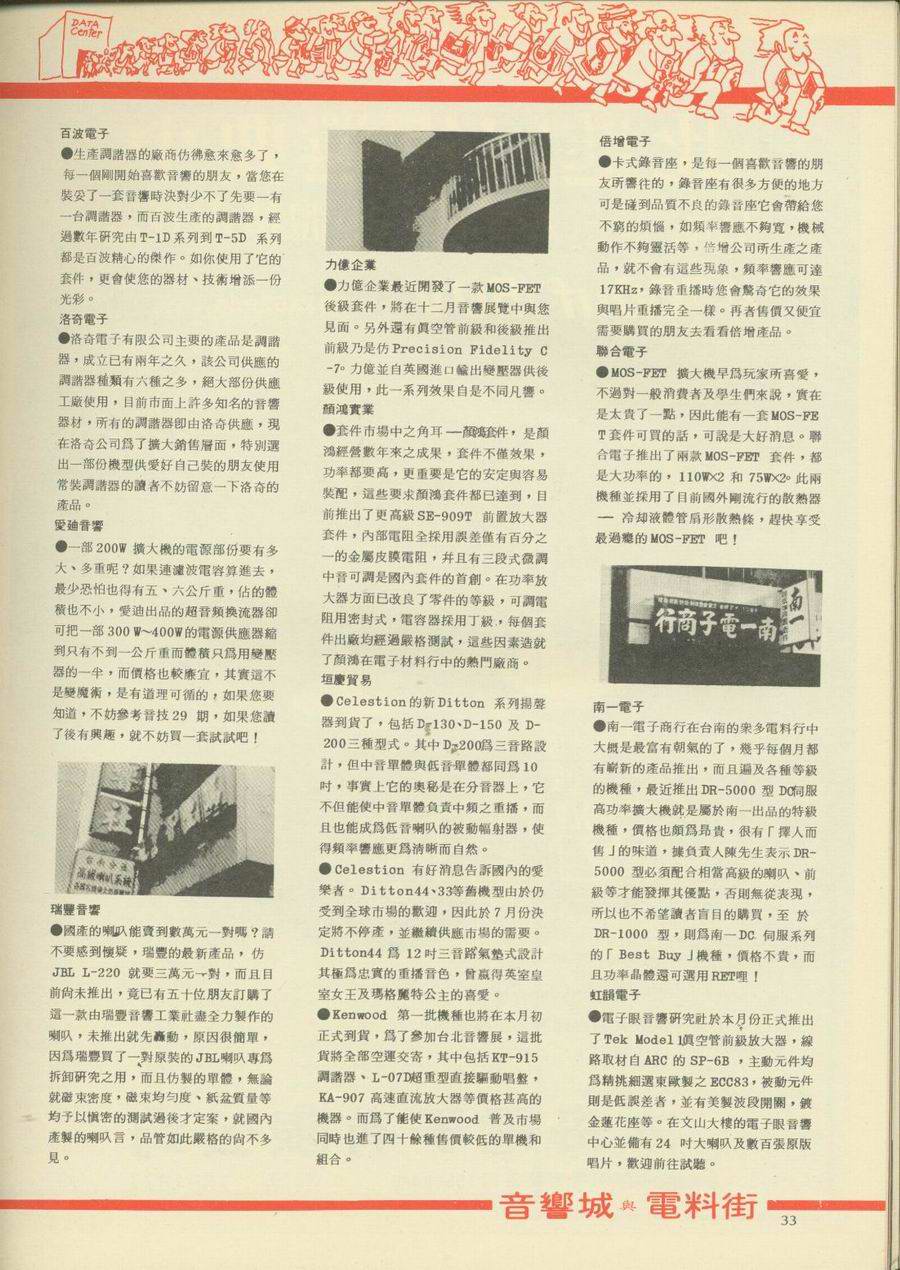 DATA
Center
百波電子
●生產調諧器的廠商仿彿愈來愈多了，
每一個剛開始喜歡音響的朋友，當您在
裝妥了一套音響時決對少不了先要一有
一台調諧器，而百波生產的調諧器，經
過數年研究由T-1D系列到T-5D 系列
都是百波精心的傑作。如你使用了它的
套件，更會使您的器材、技術增添一份
光彩。
洛奇電子
●洛奇電子有限公司主要的產品是調諧
器，成立已有兩年之久，該公司供應的
調諧器種類有六種之多，絕大部份供應
工廠使用，目前市面上許多知名的音響
器材，所有的調諧器卽由洛奇供應，現
在洛奇公司爲了擴大銷售層面，特別選
出一部份機型供愛好自己裝的朋友使用
常裝調諧器的讀者不妨留意一下洛奇的
產品。
愛廸音響
●一部200W 擴大機的電源部份要有多
大、多重呢？如果連濾波電容算進去，
最少恐怕也得有五、六公斤重，佔的體
積也不小，愛迪出品的超音頻換流器卻
可把一部300W～400W的電源供應器縮
到只有不到一公斤重而體積只爲用變壓
器的一半，而價格也較廉宜，其實這不
是變魔術，是有道理可循的，如果您要
知道，不妨參考音技29 期，如果您讀
了後有興趣，就不妨買一套試試吧！
瑞豐音響
●國產的喇叭能賣到數萬元一對嗎？請
不要感到懷疑，瑞豐的最新產品， 仿
JBL L-220 就要三萬元一對，而且目
前尙未推出，竟已有五十位朋友訂購了
這一款由瑞豐音響工業社盡全力製作的
喇叭，未推出就先轟動，原因很簡單，
因爲瑞豐買了一對原裝的JBL喇叭專爲
拆卸研究之用，而且仿製的單體，無論
就磁束密度，磁束均勻度、紙盆質量等
均予以愼密的測試過後才定案，就國內
產製的喇叭言，品管如此嚴格的尙不多
見。
力億企業
●力億企業最近開發了一款MOS-FET
後級套件，將在十二月音響展覽中與您
見面。另外還有眞空管前級和後級推出
前級乃是仿Precision Fidelity C
-7。力億並自英國進口輸出變壓器供後
級使用，此一系列效果自是不同凡響。
顏鴻實業
●套件市場中之角耳——顏鴻套件，是顏
鴻經營數年來之成果，套件不僅效果，
功率都要高，更重要是它的安定與容易
裝配，這些要求顏鴻套件都已達到，目
前推出了更高級SE-909T 前置放大器
套件，內部電阻全採用誤差僅有百分之
一的金屬皮膜電阻，幷且有三段式微調
中音可調是國內套件的首創。在功率放
大器方面已改良了零件的等級，可調電
阻用密封式，電容器採用丁級，每個套
件出廠均經過嚴格測試，這些因素造就
了顏鴻在電子材料行中的熱門廠商。
垣慶貿易
●Celestion的新Ditton 系列揚聲
器到貨了，包括D-130、D-150 及 D-
200三種型式。其中D-200爲三音路設
計，但中音單體與低音單體都同爲10
吋，事實上它的奧秘是在分音器上，它
不但能使中音單體負責中頻之重播，而
且也能成爲低音喇叭的被動輻射器，使
得頻率響應更爲清晰而自然。
●Celestion 有好消息告訴國內的愛
樂者。Ditton44、33等舊機型由於仍
受到全球市場的歡迎，因此於7月份決
定將不停產，並繼續供應市場的需要。
Ditton44 爲 12吋三音路氣墊式設計
其極爲忠實的重播音色，曾贏得英室皇
室女王及瑪格麗特公主的喜愛。
●Kenwood 第一批機種也將在本月初
正式到貨，爲了參加台北音響展，這批
貨將全部空運交寄，其中包括KT-915
調諧器、L-07D超重型直接驅動唱盤，
KA-907 高速直流放大器等價格甚高的
機器。而爲了能使Kenwood 普及市場
同時也進了四十餘種售價較低的單機和
組合。
倍增電子
●卡式錄音座，是每一個喜歡音響的朋
友所響往的，錄音座有很多方便的地方
可是碰到品質不良的錄音座它會帶給您
不窮的煩惱，如頻率響應不夠寬，機械
動作不夠靈活等，倍增公司所生產之產
品，就不會有這些現象，頻率響應可達
17KHz，錄音重播時您會驚奇它的效果
與唱片重播完全一樣。再者售價又便宜
需要購買的朋友去看看倍增產品。
聯合電子
●MOS-FET 擴大機早爲玩家所喜愛，
不過對一般消費者及學生們來說，實在
是太貴了一點，因此能有一套MOS-FE
T套件可買的話，可說是大好消息。聯
合電子推出了兩款MOS-FET 套件，都
是大功率的， 110W×2 和 75W×2。此兩
機種並採用了目前國外剛流行的散熱器
— 冷却液體管扇形散熱條，趕快享受
最過癮的MOS-FET 吧！
南一電子商行
南一
南一電子
●南一電子商行在台南的衆多電料行中
大概是最富有朝氣的了，幾乎每個月都
有嶄新的產品推出，而且遍及各種等級
的機種，最近推出DR-5000 型 DC伺服
高功率擴大機就是屬於南一出品的特級
機種，價格也頗爲昂貴，很有「擇人而
售」的味道，據負責人陳先生表示DR-
5000 型必須配合相當高級的喇叭、前
級等才能發揮其優點，否則無從表現，
所以也不希望讀者盲目的購買，至 於
DR-1000 型，則爲南一DC 伺服系列
的「Best Buy」機種，價格不貴，而
且功率晶體還可選用RET哩！
虹韻電子
●電子眼音響研究社於本月份正式推出
了Tek Model 1眞空管前級放大器，線
路取材自ARC 的 SP-6B ，主動元件均
爲精挑細選東歐製之ECC83，被動元件
則是低誤差者，並有美製波段開關，鍍
金蓮花座等。在文山大樓的電子眼音響
中心並備有24 吋大喇叭及數百張原版
唱片，歡迎前往試聽。
音響城與電料街
33